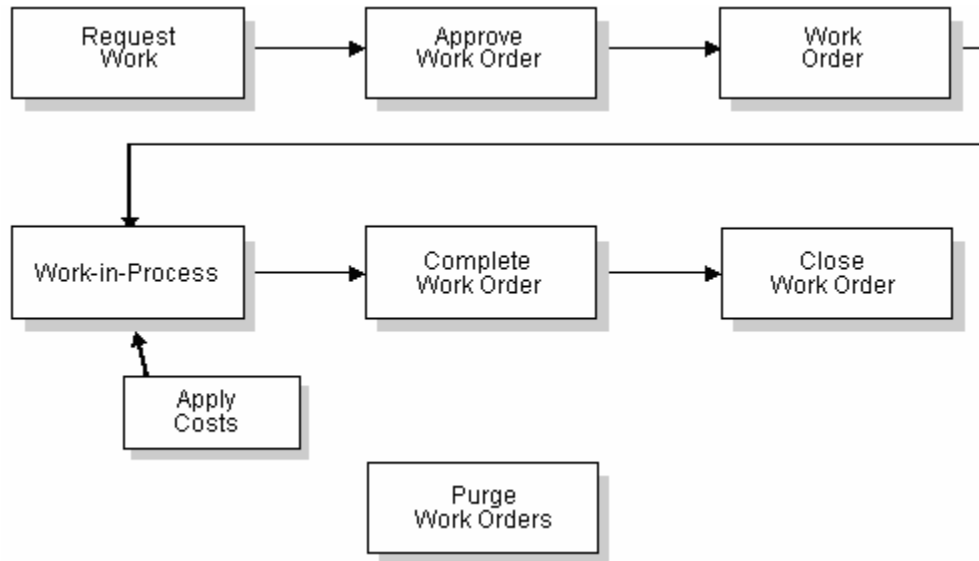 Request
Work
Approve
Work Order
Work
Order
Work-in-Process
Complete
Work Order
Close
Work Order
Apply
Costs
Purge
Work Orders